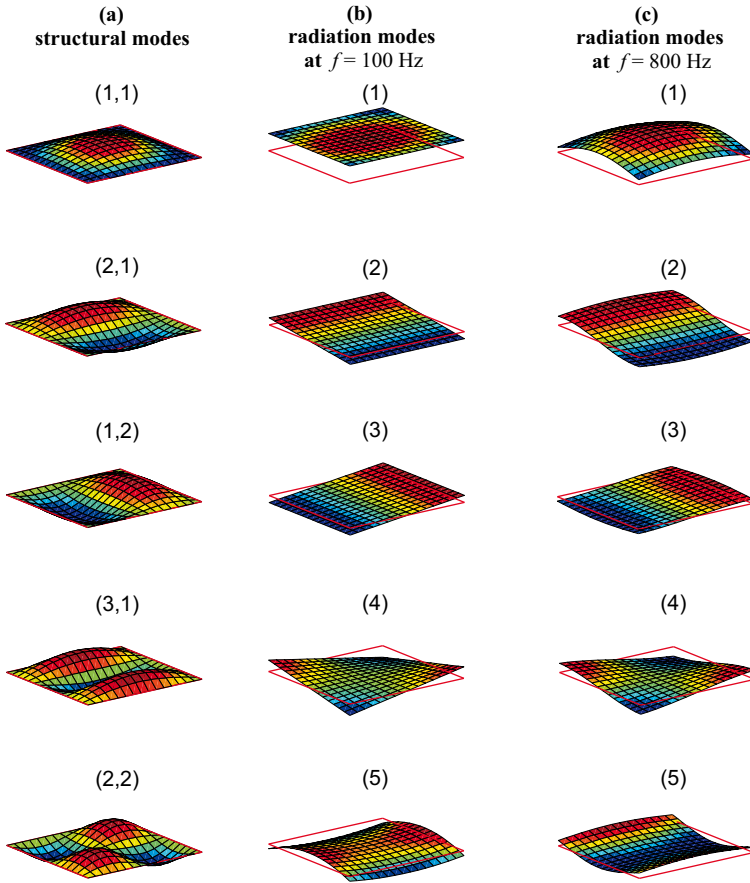 (a)
structural modes
(b)
radiation modes
at f = 100 Hz
(c)
radiation modes
at f = 800 Hz
(1,1)
(1)
(1)
(2,1)
(2)
(2)
(1,2)
(3)
(3)
(3,1)
(4)
(4)
(2,2)
(5)
(5)